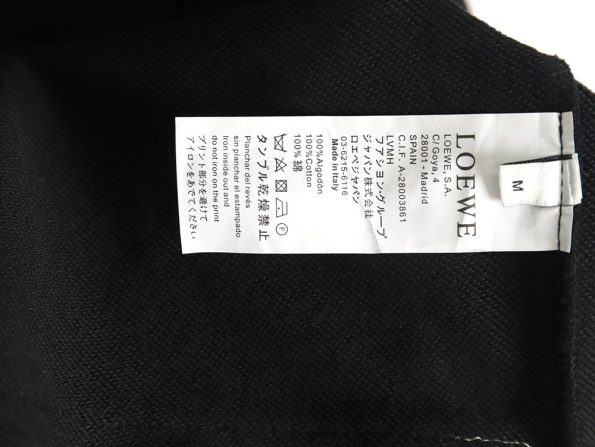 LOEWE
LOEWE, S.A.
C/ Goya, 4
28001 - Madrid
SPAIN
C.I.F. A-28003861
LVMH
ファション・グループ
ジャパン株式会社
ロエベジャパン
03-6215-6116
Made in Italy
100%Algodón
100%Cotton
100%綿
F
タンブル乾燥禁止
Planchar del revés
sin planchar el estampado
Iron inside out and
do not iron on the print
プリント部分を避けて
アイロンをあでてください
M